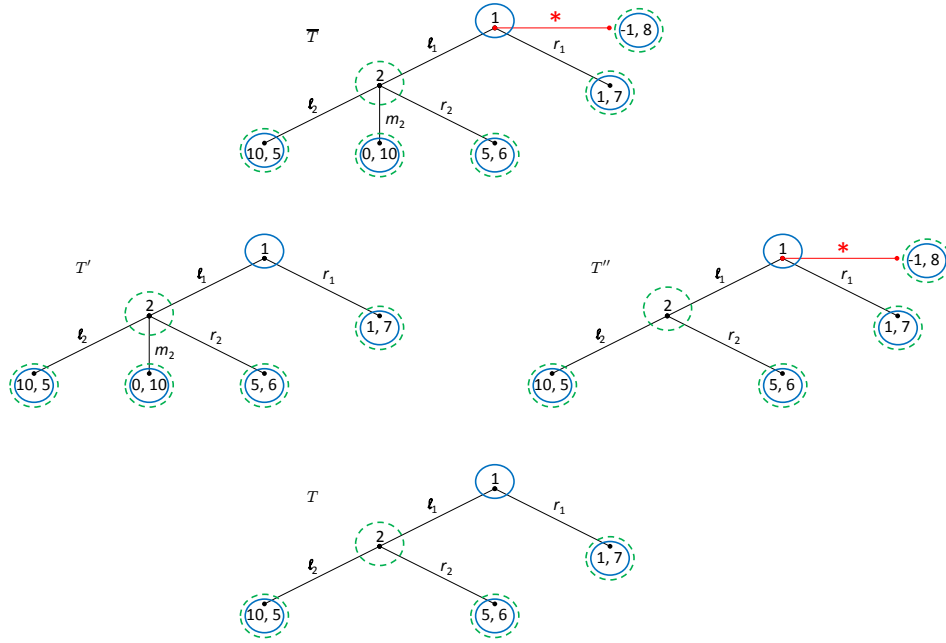 1 *
T̅ -1, 8
ℓ₁ r₁
2
1, 7
ℓ₂ m₂ r₂
10, 5 0, 10 5, 6
1 1 *
T′ T′′ -1, 8
ℓ₁ r₁ ℓ₁ r₁
2 2
1, 7 1, 7
ℓ₂ m₂ r₂ ℓ₂ r₂
10, 5 0, 10 5, 6 10, 5 5, 6
1
T
ℓ₁ r₁
2
1, 7
ℓ₂ r₂
10, 5 5, 6